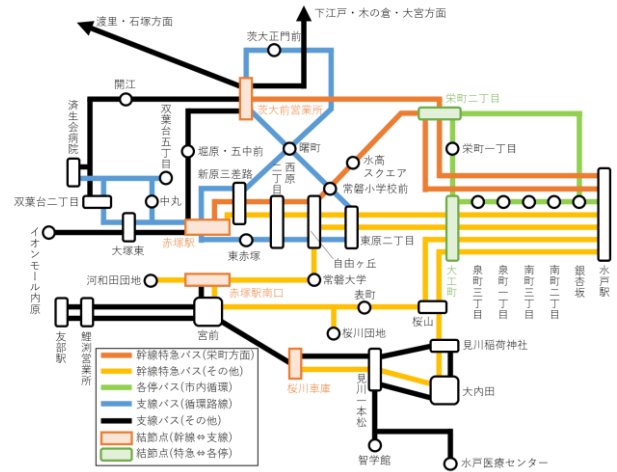 渡里・石塚方面
下江戸・木の倉・大宮方面
茨大正門前
開江
済生会病院
双葉台五丁目
茨大前営業所
栄町二丁目
堀原・五中前
曙町
水高
スクエア
栄町一丁目
新原三差路
西原
二丁目
常磐小学校前
双葉台二丁目
中丸
イオンモール内原
大塚東
赤塚駅
東赤塚
東原二丁目
自由ヶ丘
大工町
泉町三丁目
泉町一丁目
南町三丁目
南町二丁目
銀杏坂
水戸駅
河和田団地
赤塚駅南口
常磐大学
表町
桜山
友部駅
鯉渕営業所
宮前
桜川団地
見川稲荷神社
桜川車庫
見川一本松
大内田
智学館
水戸医療センター
幹線特急バス(栄町方面)
幹線特急バス(その他)
各停バス(市内循環)
支線バス(循環路線)
支線バス(その他)
結節点(幹線⇔支線)
結節点(特急⇔各停)